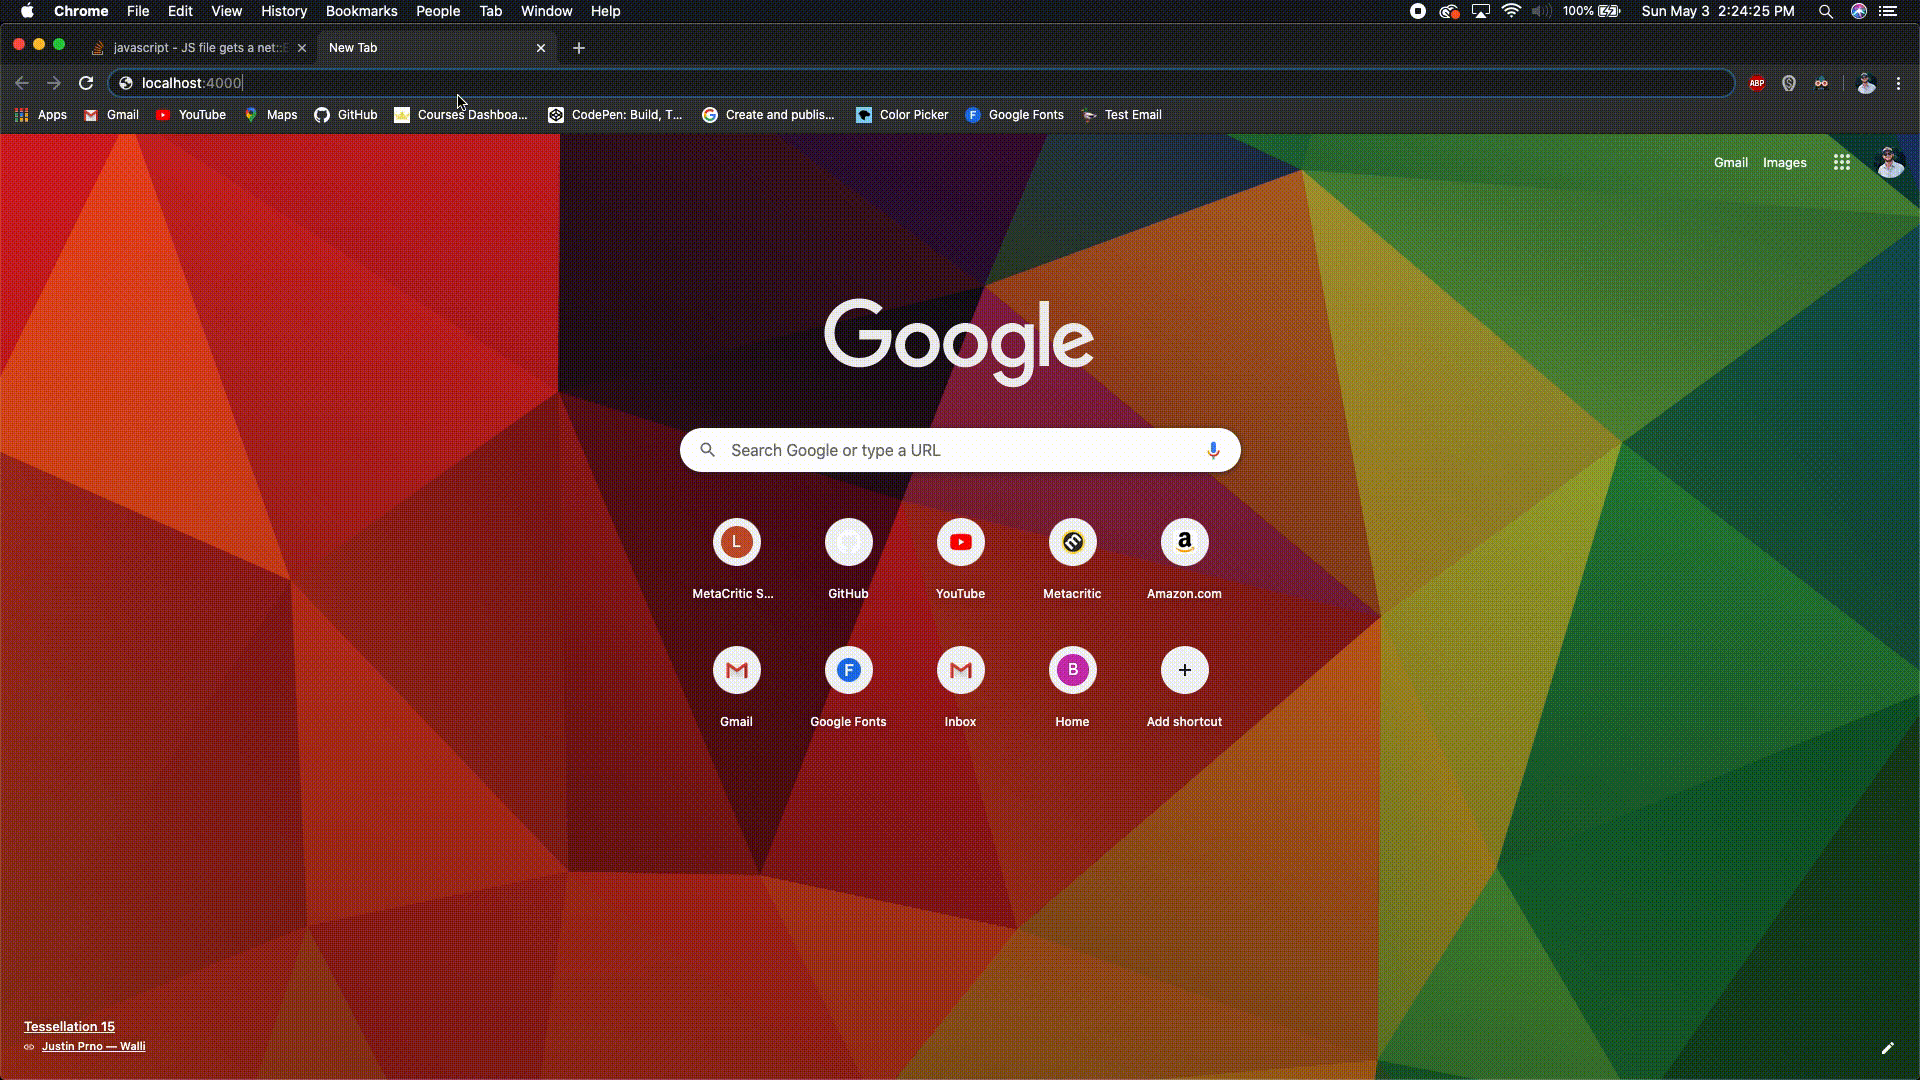 Chrome File Edit View History Bookmarks People Tab Window Help 100% Sun May 3 2:24:25 PM
javascript - JS file gets a net::E New Tab
localhost:4000 ABP
Apps Gmail YouTube Maps GitHub Courses Dashboa... CodePen: Build, T... Create and publis... Color Picker F Google Fonts Test Email
Gmail Images
Google
Search Google or type a URL
L a
MetaCritic S... GitHub YouTube Metacritic Amazon.com
F B
Gmail Google Fonts Inbox Home Add shortcut
Tessellation 15
Justin Prno — Walli